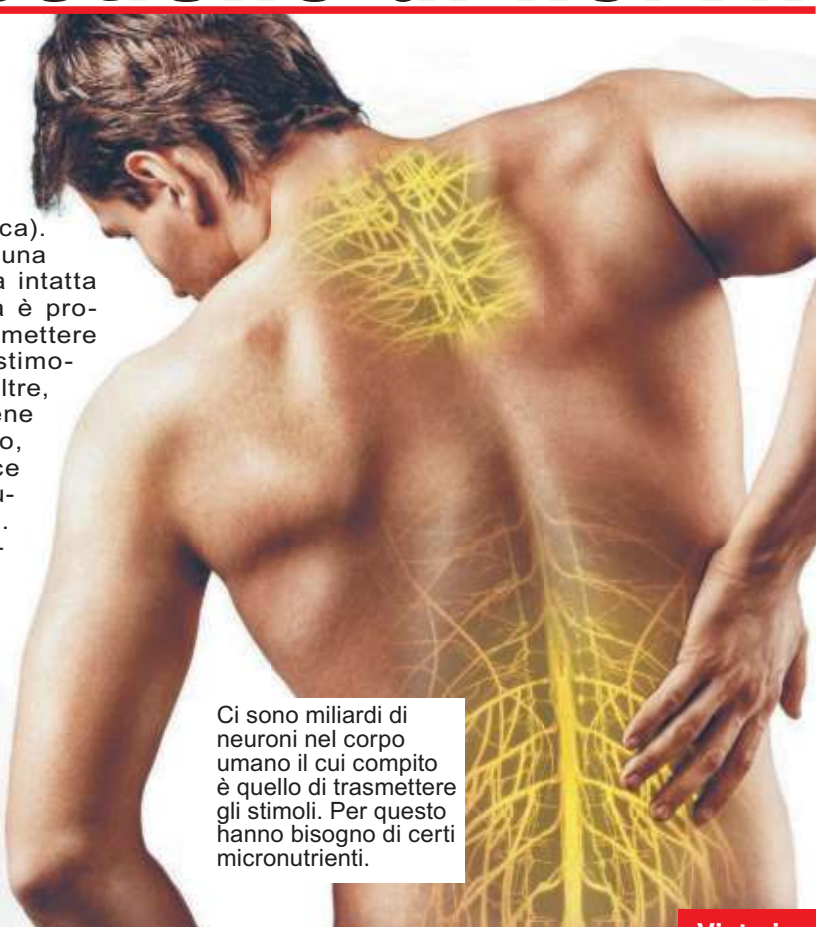 ca).
una
a intatta
a è pro-
mettere
stimo-
ltre,
ene
o,
ce
u-
.
-
Ci sono miliardi di
neuroni nel corpo
umano il cui compito
è quello di trasmettere
gli stimoli. Per questo
hanno bisogno di certi
micronutrienti.